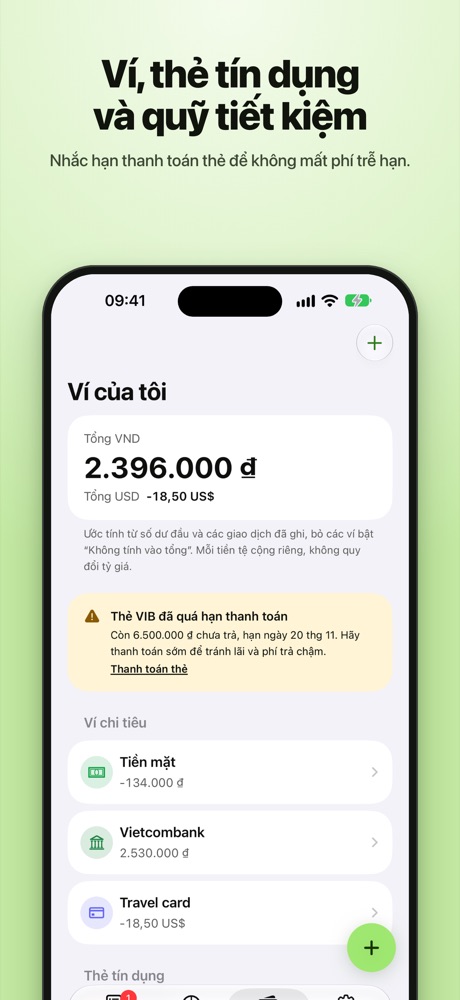 Ví, thẻ tín dụng
và quỹ tiết kiệm
Nhắc hạn thanh toán thẻ để không mất phí trễ hạn.
09:41
Ví của tôi
Tổng VND
2.396.000 ₫
Tổng USD -18,50 US$
Ước tính từ số dư đầu và các giao dịch đã ghi, bỏ các ví bật
“Không tính vào tổng”. Mỗi tiền tệ cộng riêng, không quy
đổi tỷ giá.
Thẻ VIB đã quá hạn thanh toán
Còn 6.500.000 ₫ chưa trả, hạn ngày 20 thg 11. Hãy
thanh toán sớm để tránh lãi và phí trả chậm.
Thanh toán thẻ
Ví chi tiêu
Tiền mặt
-134.000 ₫
Vietcombank
2.530.000 ₫
Travel card
-18,50 US$
Thẻ tín dụng
1